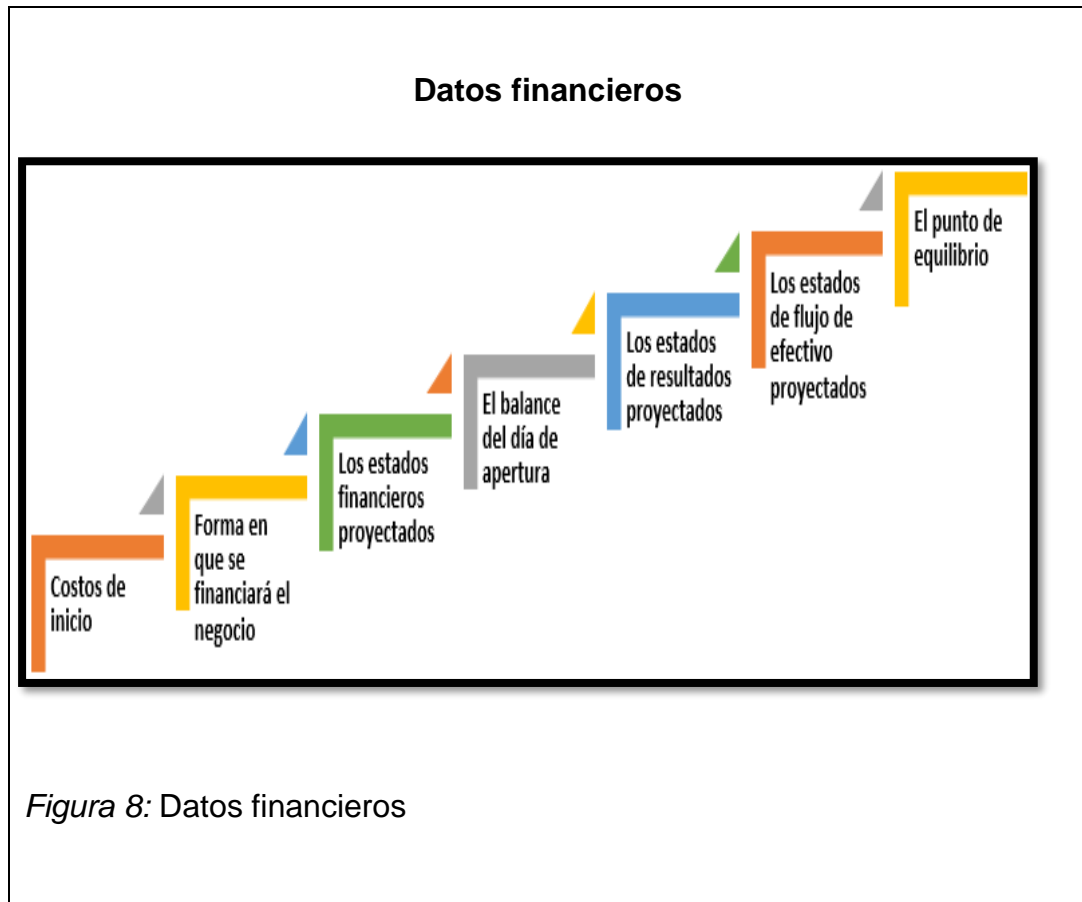 Datos financieros
Costos de
inicio
Forma en
que se
financiará el
negocio
Los estados
financieros
proyectados
El balance
del día de
apertura
Los estados
de resultados
proyectados
Los estados
de flujo de
efectivo
proyectados
El punto de
equilibrio
Figura 8: Datos financieros